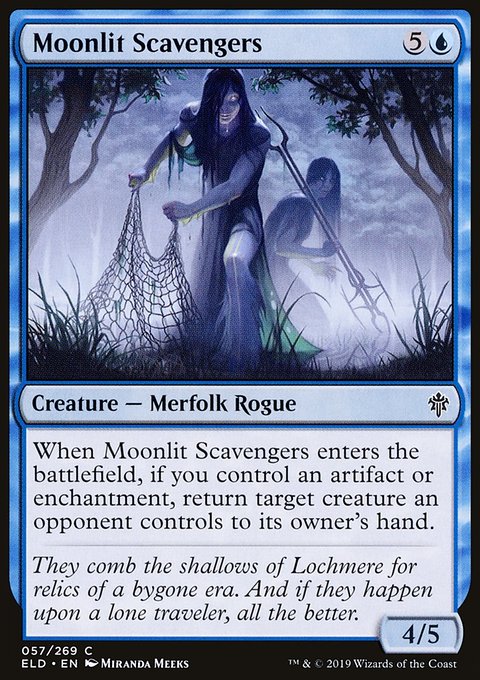 Moonlit Scavengers 5
Creature — Merfolk Rogue
When Moonlit Scavengers enters the
battlefield, if you control an artifact or
enchantment, return target creature an
opponent controls to its owner's hand.
They comb the shallows of Lochmere for
relics of a bygone era. And if they happen
upon a lone traveler, all the better.
4/5
057/269 C
ELD • EN Miranda Meeks
™ & © 2019 Wizards of the Coast